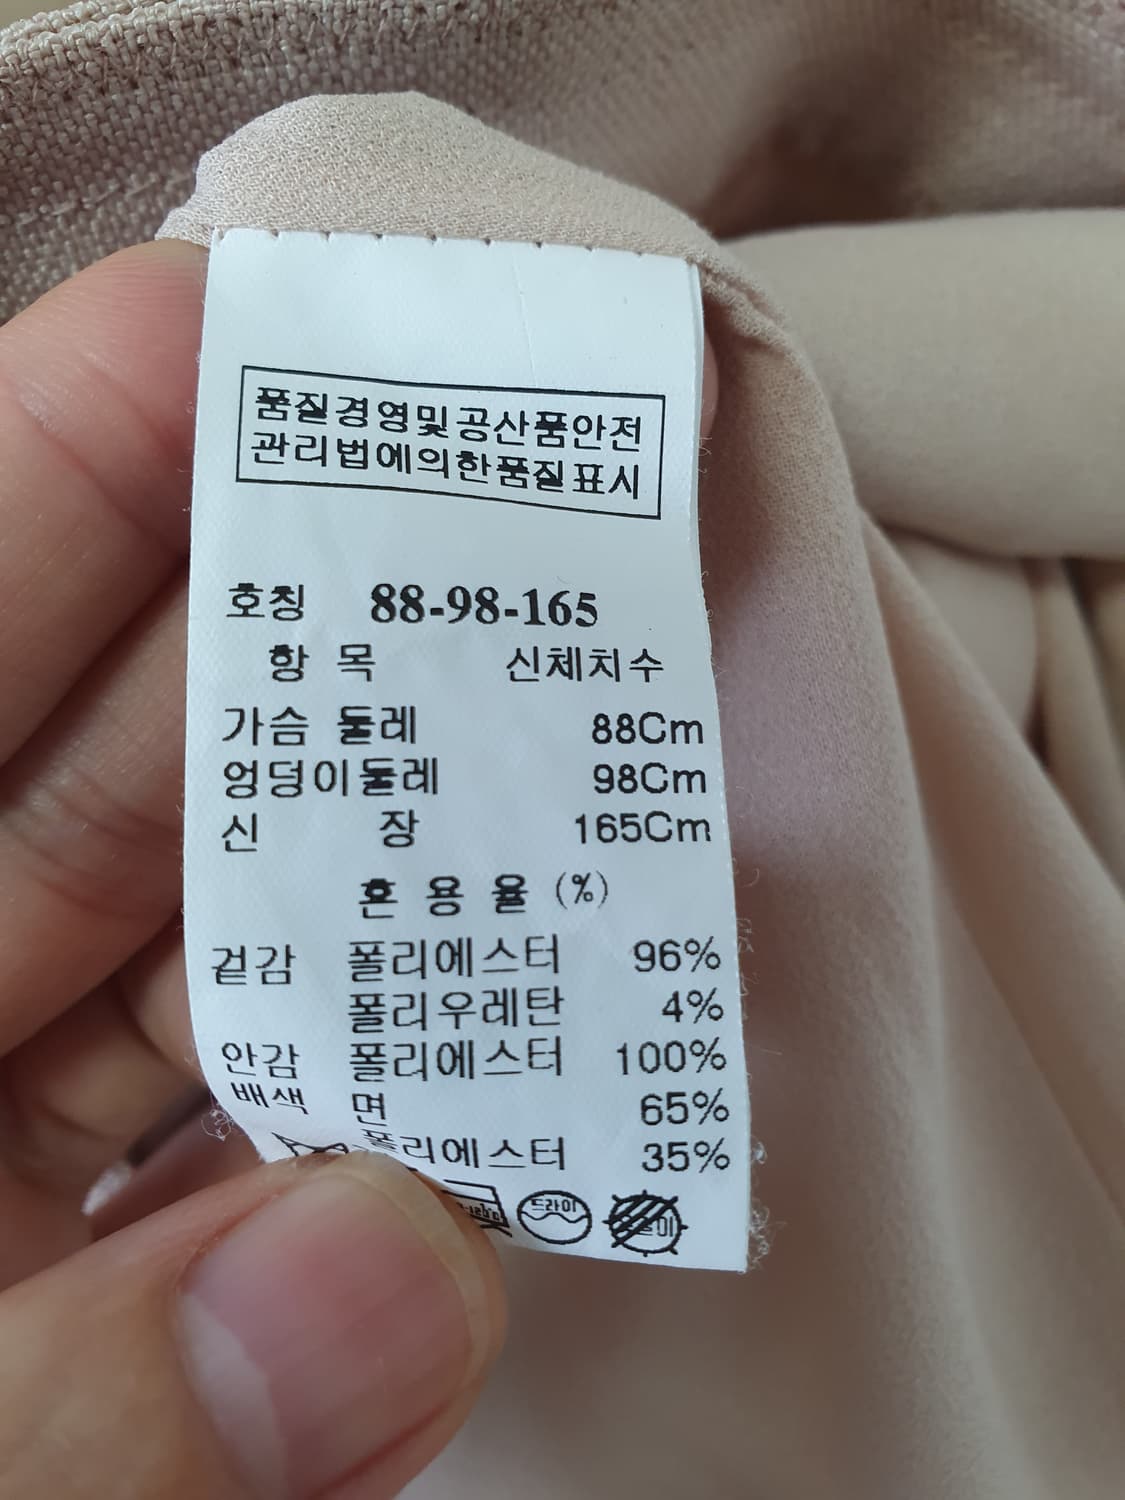 품질경영및공산품안전
관리법에의한품질표시
호칭 88-98-165
항 목 신체치수
가슴 둘레 88Cm
엉덩이둘레 98Cm
신 장 165Cm
혼 용 율 (%)
겉감 폴리에스터 96%
폴리우레탄 4%
안감 폴리에스터 100%
배색 면 65%
폴리에스터 35%
드라이